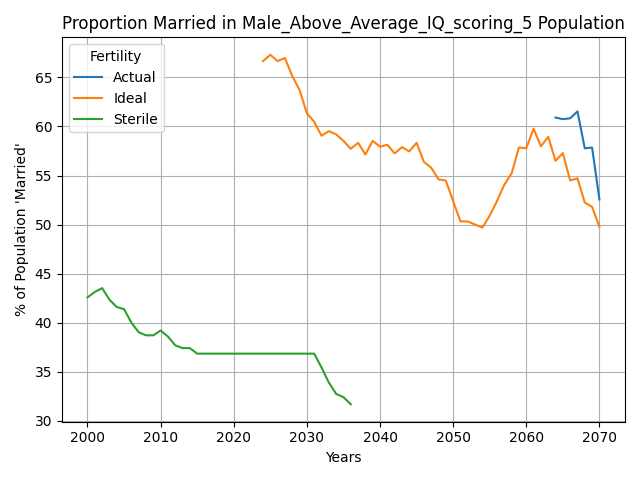 Proportion Married in Male_Above_Average_IQ_scoring_5 Population
Fertility
Actual
Ideal
Sterile
% of Population 'Married'
65
60
55
50
45
40
35
30
2000
2010
2020
2030
2040
2050
2060
2070
Years